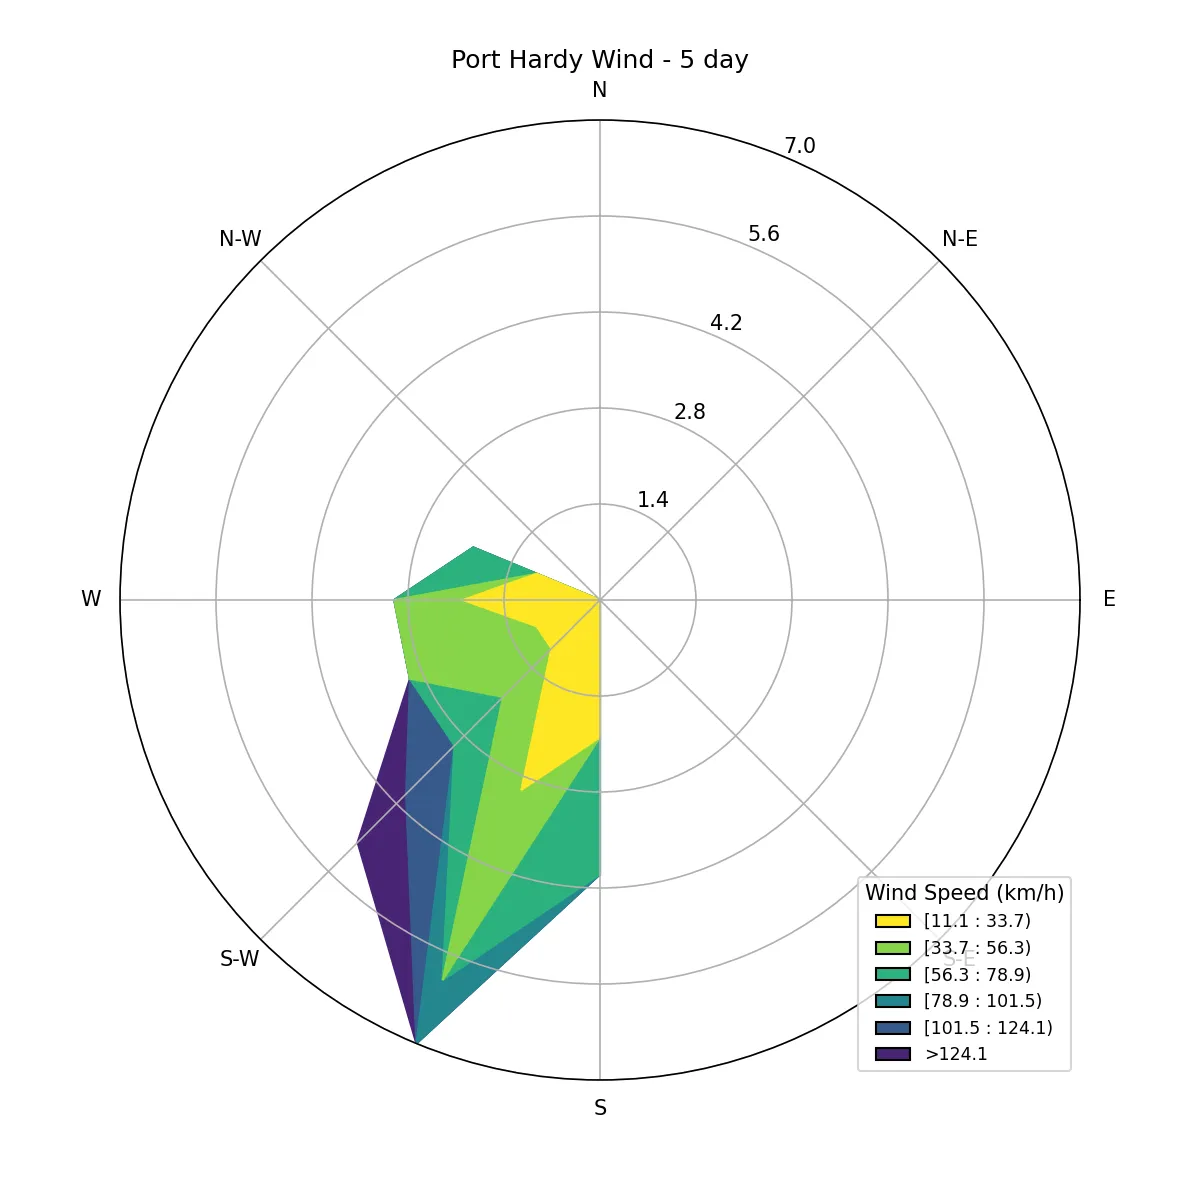 Port Hardy Wind - 5 day
N
7.0
5.6
N-W
N-E
4.2
2.8
1.4
W
E
Wind Speed (km/h)
[11.1 : 33.7)
[33.7 : 56.3)
S-W
S-E
[56.3 : 78.9)
[78.9 : 101.5)
[101.5 : 124.1)
>124.1
S